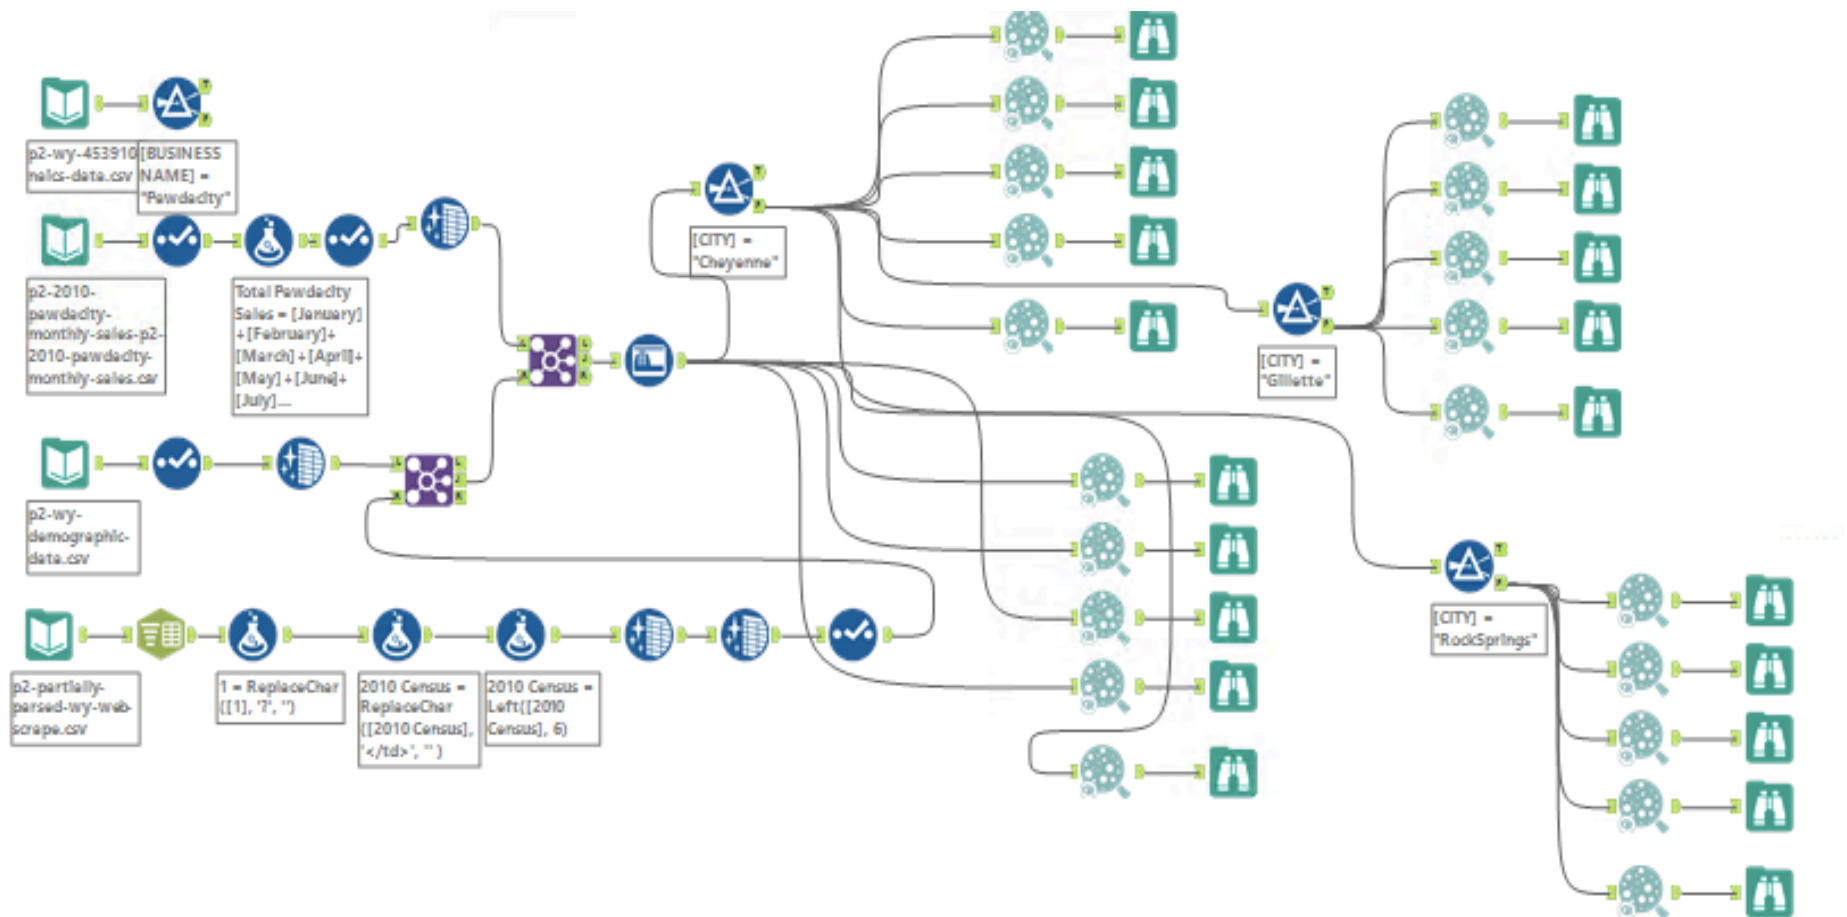 p2-wy-453910
naics-data.csv
[BUSINESS
NAME] =
"Pawdacity"
p2-2010-
pawdacity-
monthly-sales-p2-
2010-pawdacity-
monthly-sales.csv
Total Pawdacity
Sales = [January]
+[February]+
[March]+[April]+
[May]+[June]+
[July]...
[CITY] =
"Cheyenne"
[CITY] =
"Gillette"
p2-wy-
demographic-
data.csv
[CITY] =
"RockSprings"
p2-partially-
parsed-wy-web-
scrape.csv
1 = ReplaceChar
([1], '?', '')
2010 Census =
ReplaceChar
([2010 Census],
'</td>', '' )
2010 Census =
Left([2010
Census], 6)